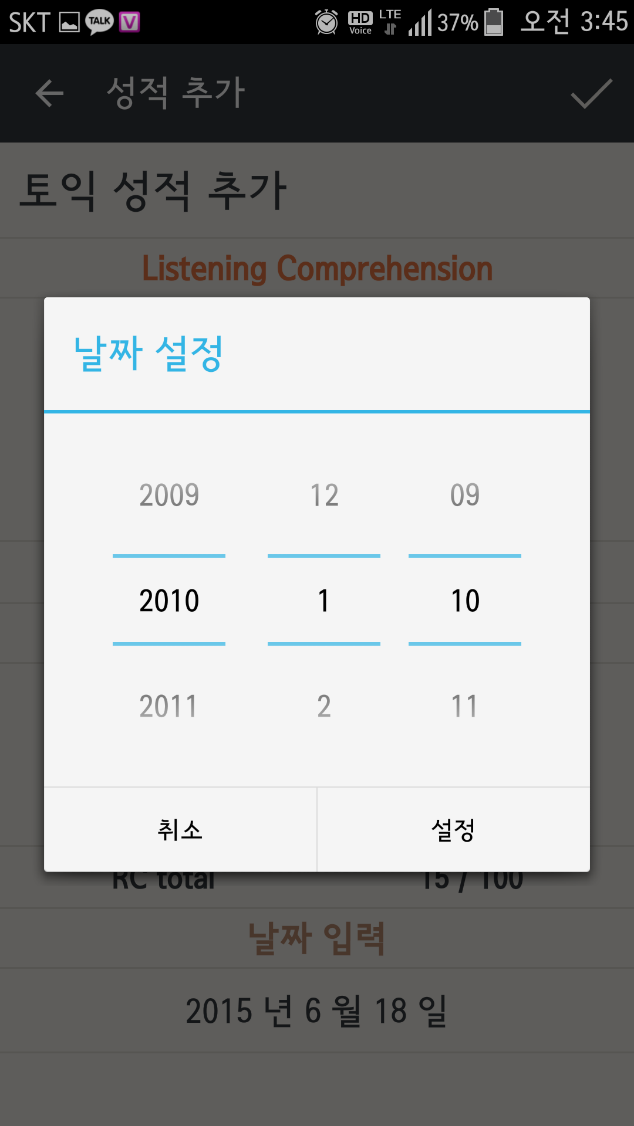 SKT TALK V HD Voice LTE 37% 오전 3:45
성적 추가
토익 성적 추가
Listening Comprehension
날짜 설정
2009 12 09
2010 1 10
2011 2 11
취소 설정
RC total 15 / 100
날짜 입력
2015 년 6 월 18 일